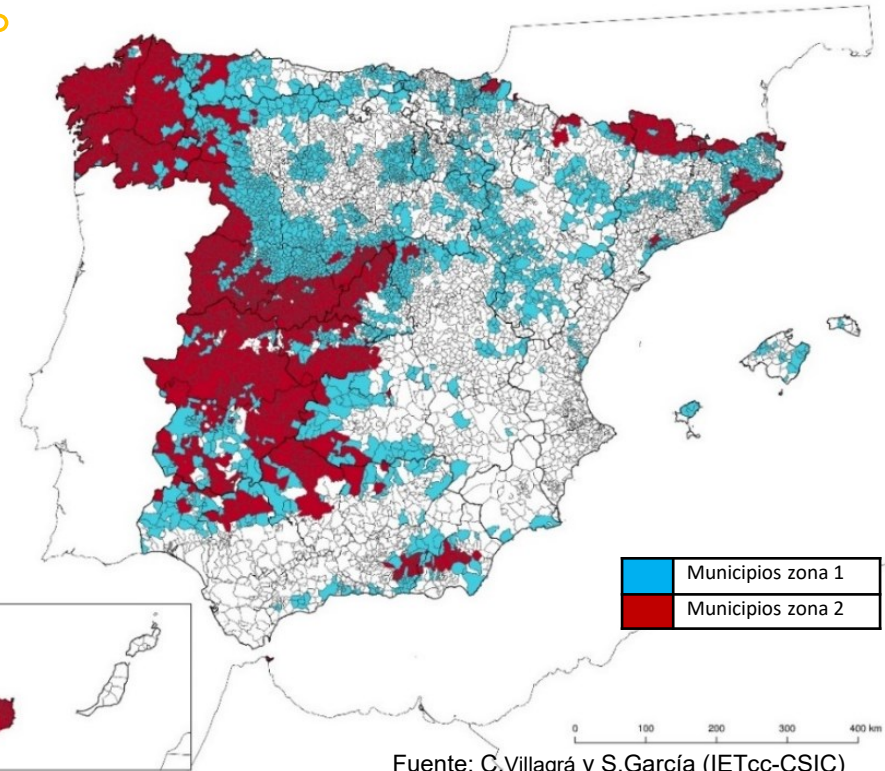 Municipios zona 1
Municipios zona 2
0 100 200 300 400 km
Fuente: C.Villagrá y S.García (IETcc-CSIC)